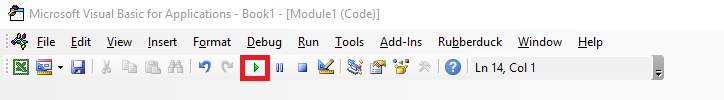 Microsoft Visual Basic for Applications - Book1 - [Module1 (Code)]
File Edit View Insert Format Debug Run Tools Add-Ins Rubberduck Window Help
Ln 14, Col 1